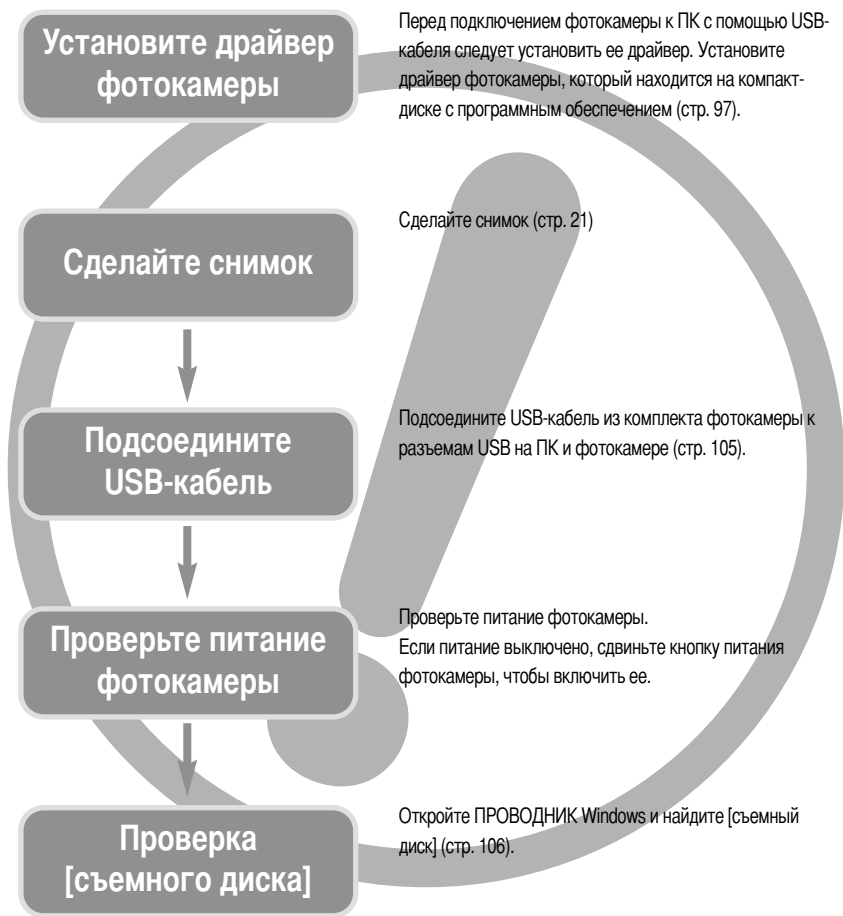 Установите драйвер
фотокамеры
Перед подключением фотокамеры к ПК с помощью USB-
кабеля следует установить ее драйвер. Установите
драйвер фотокамеры, который находится на компакт-
диске с программным обеспечением (стр. 97).
Сделайте снимок
Сделайте снимок (стр. 21)
Подсоедините
USB-кабель
Подсоедините USB-кабель из комплекта фотокамеры к
разъемам USB на ПК и фотокамере (стр. 105).
Проверьте питание
фотокамеры
Проверьте питание фотокамеры.
Если питание выключено, сдвиньте кнопку питания
фотокамеры, чтобы включить ее.
Проверка
[съемного диска]
Откройте ПРОВОДНИК Windows и найдите [съемный
диск] (стр. 106).